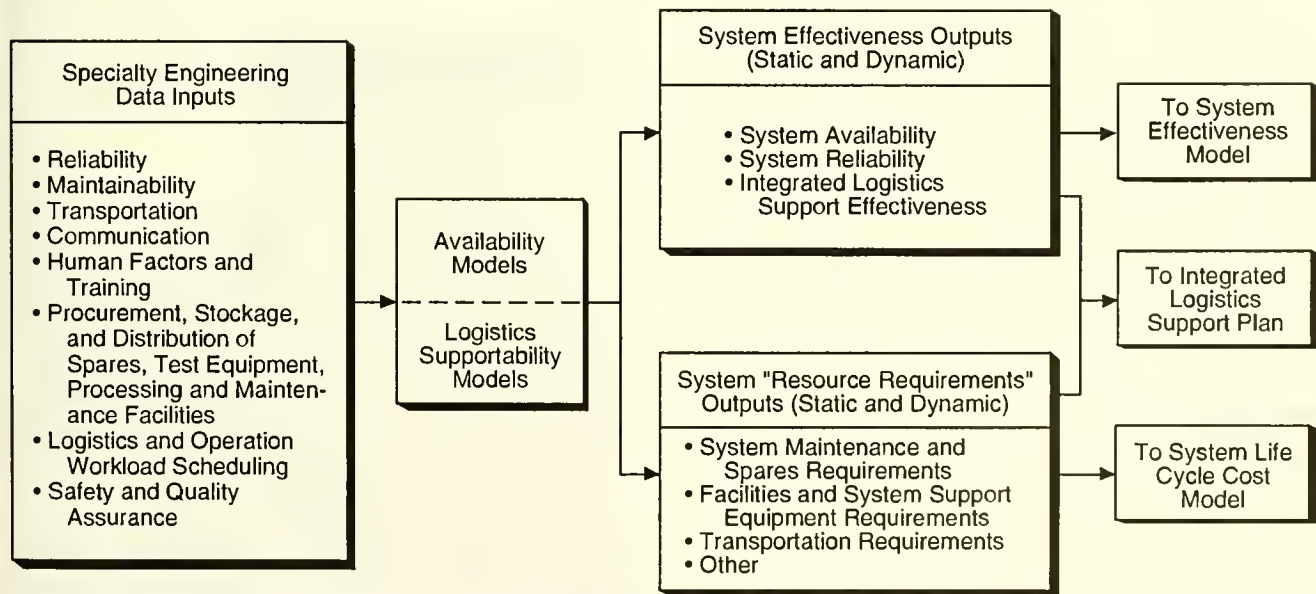 Specialty Engineering
Data Inputs
• Reliability
• Maintainability
• Transportation
• Communication
• Human Factors and
Training
• Procurement, Stockage,
and Distribution of
Spares, Test Equipment,
Processing and Mainten-
ance Facilities
• Logistics and Operation
Workload Scheduling
• Safety and Quality
Assurance
Availability
Models
Logistics
Supportability
Models
System Effectiveness Outputs
(Static and Dynamic)
• System Availability
• System Reliability
• Integrated Logistics
Support Effectiveness
System "Resource Requirements"
Outputs (Static and Dynamic)
• System Maintenance and
Spares Requirements
• Facilities and System Support
Equipment Requirements
• Transportation Requirements
• Other
To System
Effectiveness
Model
To Integrated
Logistics
Support Plan
To System Life
Cycle Cost
Model